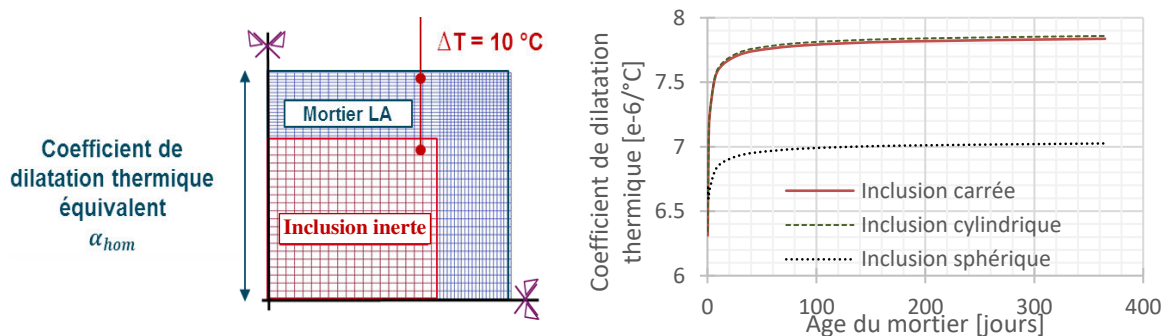 ΔT = 10 °C
Mortier LA
Coefficient de
dilatation thermique
équivalent
α_hom
Inclusion inerte
Coefficient de dilatation
thermique [e-6/°C]
8
7.5
7
6.5
6
Inclusion carrée
Inclusion cylindrique
Inclusion sphérique
0
100
200
300
400
Age du mortier [jours]